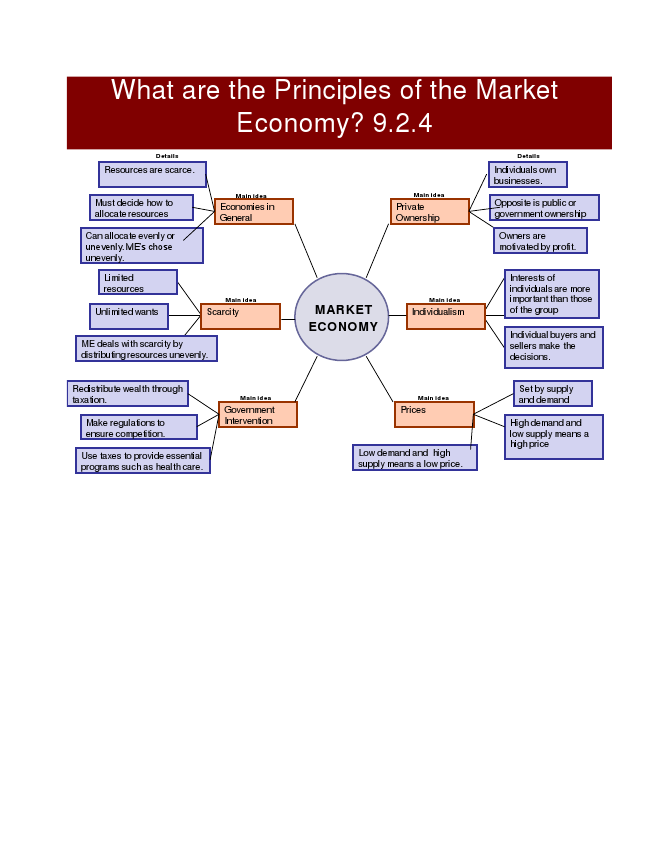 What are the Principles of the Market
Economy? 9.2.4
Details
Resources are scarce.
Must decide how to
allocate resources
Can allocate evenly or
unevenly. ME's chose
unevenly.
Main idea
Economies in
General
Details
Individuals own
businesses.
Opposite is public or
government ownership
Owners are
motivated by profit.
Main idea
Private
Ownership
Limited
resources
Unlimited wants
ME deals with scarcity by
distributing resources unevenly.
Main idea
Scarcity
MARKET
ECONOMY
Main idea
Individualism
Interests of
individuals are more
important than those
of the group
Individual buyers and
sellers make the
decisions.
Redistribute wealth through
taxation.
Make regulations to
ensure competition.
Use taxes to provide essential
programs such as health care.
Main idea
Government
Intervention
Main idea
Prices
Set by supply
and demand
High demand and
low supply means a
high price
Low demand and high
supply means a low price.